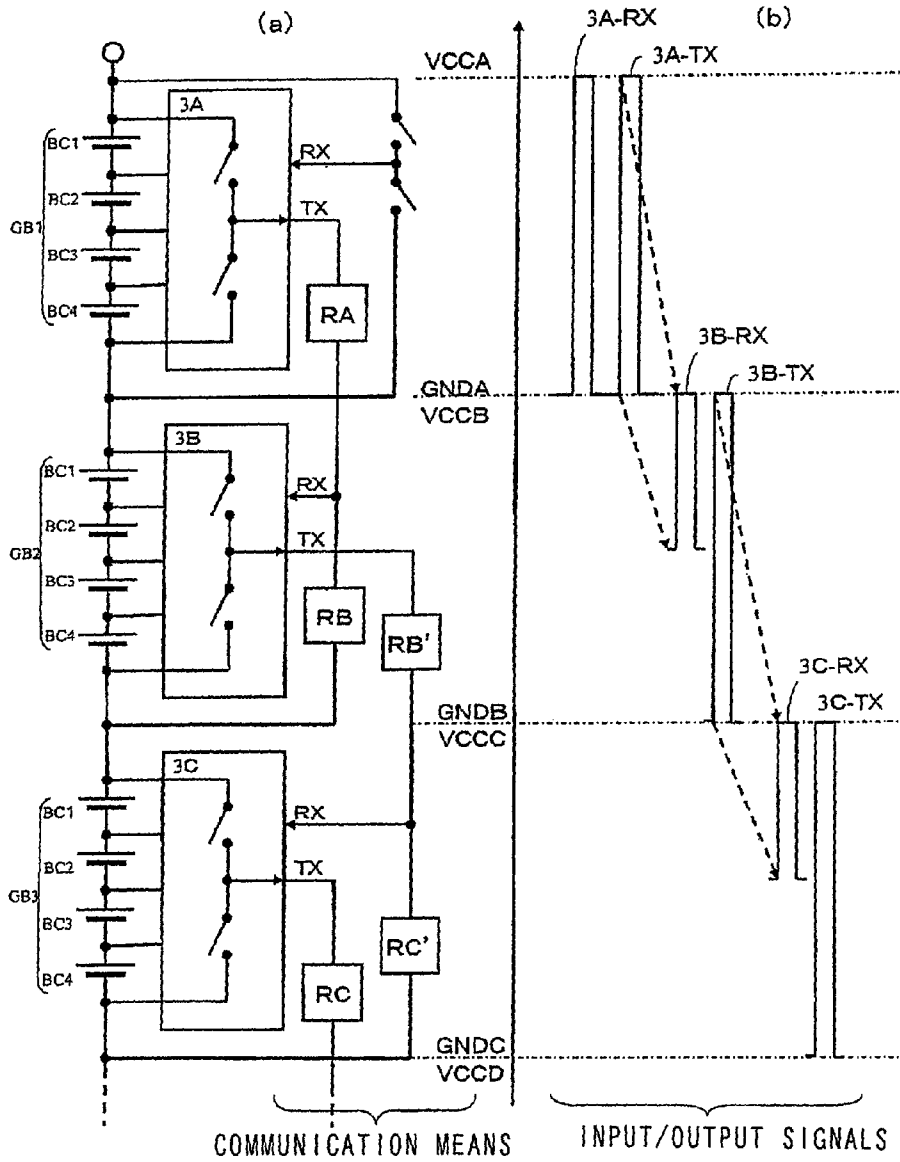 (a)
(b)
3A-RX
3A-TX
VCCA
3A
BC1
RX
BC2
TX
GB1
BC3
BC4
RA
3B-RX
3B-TX
GNDA
VCCB
3B
BC1
RX
BC2
TX
GB2
BC3
BC4
RB
RB'
3C-RX
3C-TX
GNDB
VCCC
3C
BC1
RX
BC2
TX
GB3
BC3
BC4
RC
RC'
GNDC
VCCD
COMMUNICATION MEANS
INPUT/OUTPUT SIGNALS